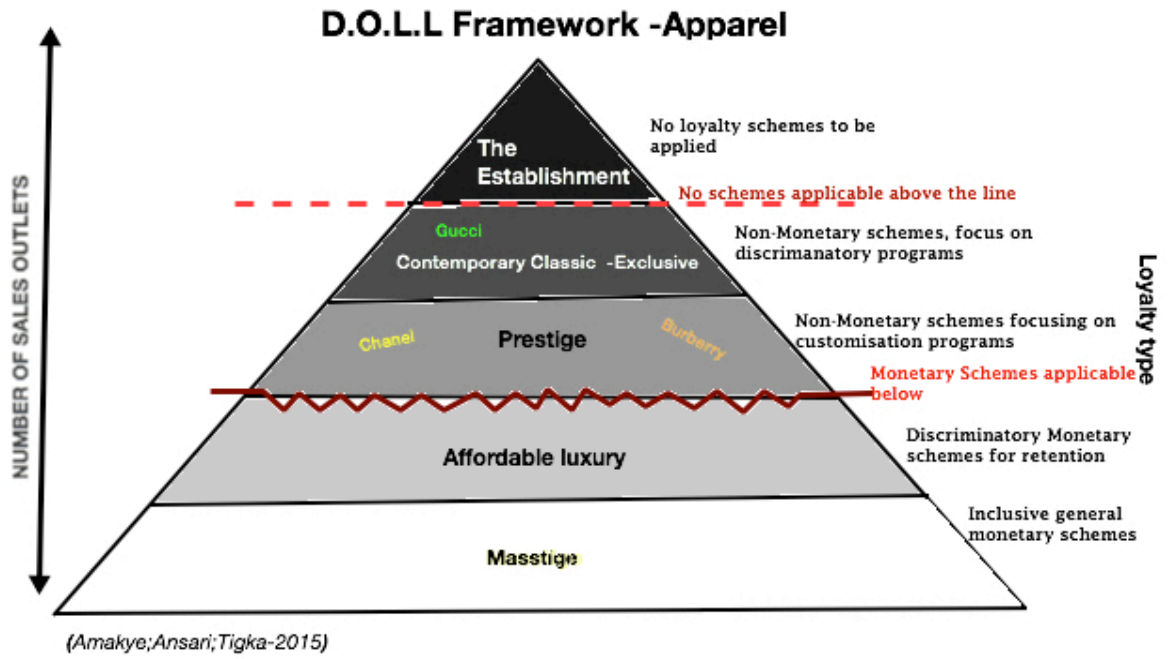 D.O.L.L Framework -Apparel
No loyalty schemes to be
applied
The
Establishment
No schemes applicable above the line
Gucci
Non-Monetary schemes, focus on
discrimanatory programs
Contemporary Classic -Exclusive
NUMBER OF SALES OUTLETS
Loyalty type
Chanel
Prestige
Burberry
Non-Monetary schemes focusing on
customisation programs
Monetary Schemes applicable
below
Affordable luxury
Discriminatory Monetary
schemes for retention
Inclusive general
monetary schemes
Masstige
(Amakye;Ansari;Tigka-2015)